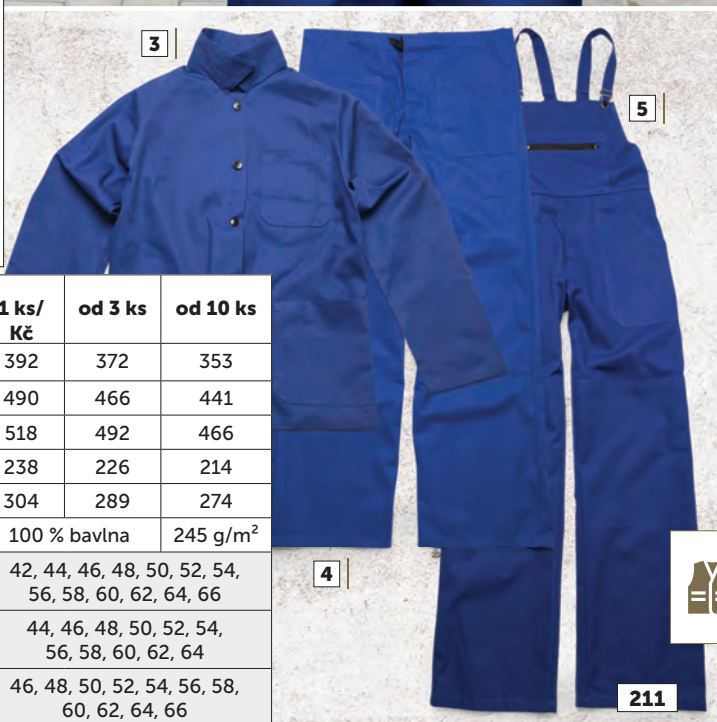 3
5
1 ks/ od 3 ks od 10 ks
Kč
392 372 353
490 466 441
518 492 466
238 226 214
304 289 274
100 % bavlna 245 g/m²
42, 44, 46, 48, 50, 52, 54,
56, 58, 60, 62, 64, 66
44, 46, 48, 50, 52, 54,
56, 58, 60, 62, 64
46, 48, 50, 52, 54, 56, 58,
60, 62, 64, 66
4
211